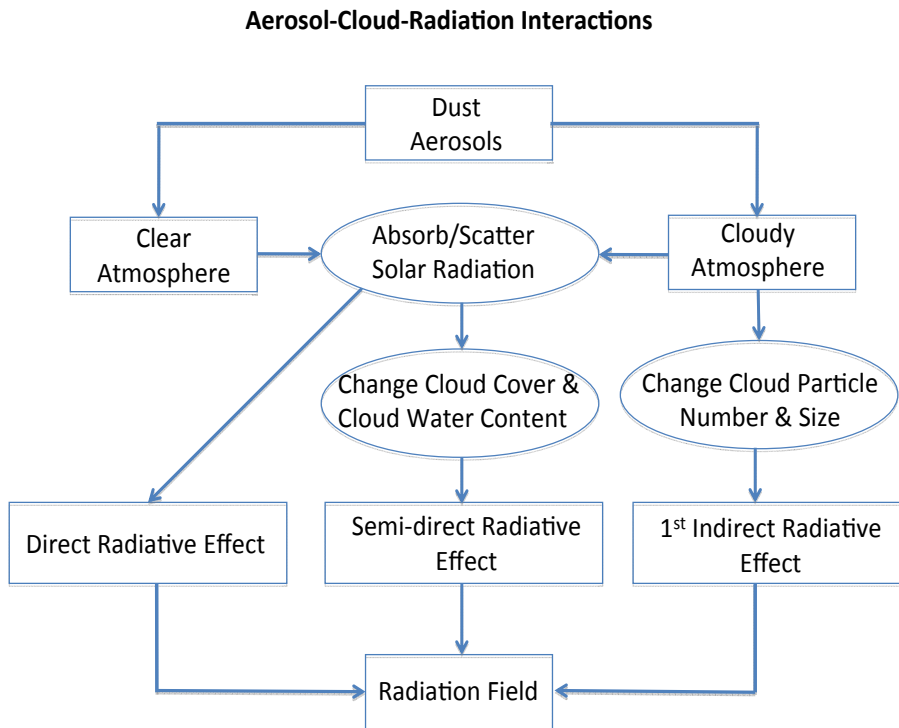 Aerosol-Cloud-Radiation Interactions
Dust
Aerosols
Clear
Atmosphere
Absorb/Scatter
Solar Radiation
Cloudy
Atmosphere
Change Cloud Cover &
Cloud Water Content
Change Cloud Particle
Number & Size
Direct Radiative Effect
Semi-direct Radiative
Effect
1st Indirect Radiative
Effect
Radiation Field